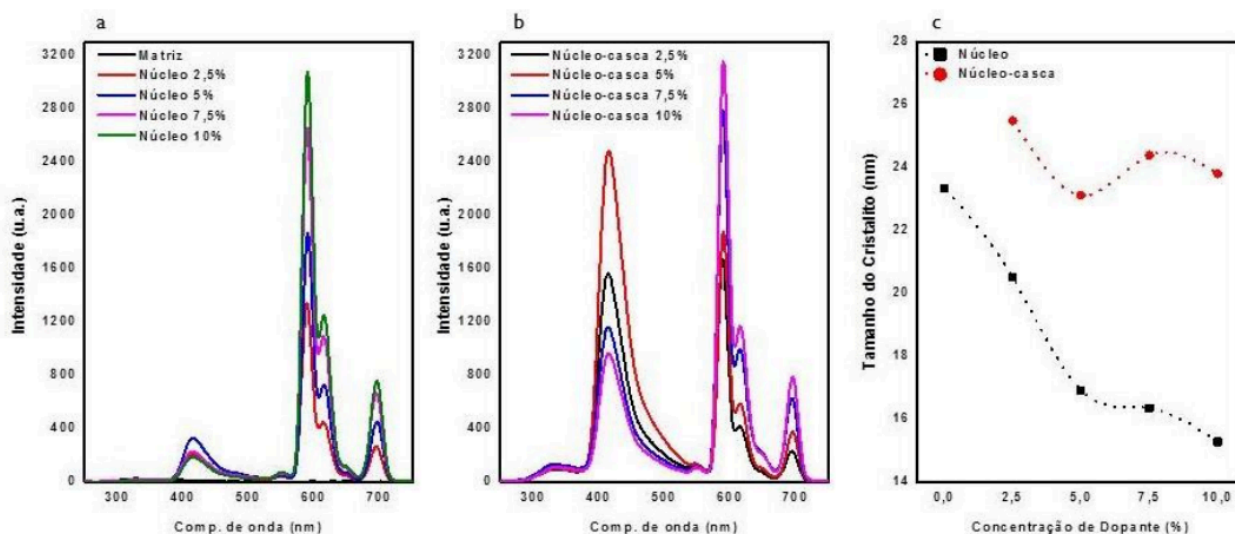 a
3200
2800
2400
2000
1600
1200
800
400
0
Intensidade (u.a.)
Matriz
Núcleo 2,5%
Núcleo 5%
Núcleo 7,5%
Núcleo 10%
300 400 500 600 700
Comp. de onda (nm)
b
3200
2800
2400
2000
1600
1200
800
400
0
Intensidade (u.a.)
Núcleo-casca 2,5%
Núcleo-casca 5%
Núcleo-casca 7,5%
Núcleo-casca 10%
300 400 500 600 700
Comp. de onda (nm)
c
28
26
24
22
20
18
16
14
Tamanho do Cristalito (nm)
Núcleo
Núcleo-casca
0,0 2,5 5,0 7,5 10,0
Concentração de Dopante (%)